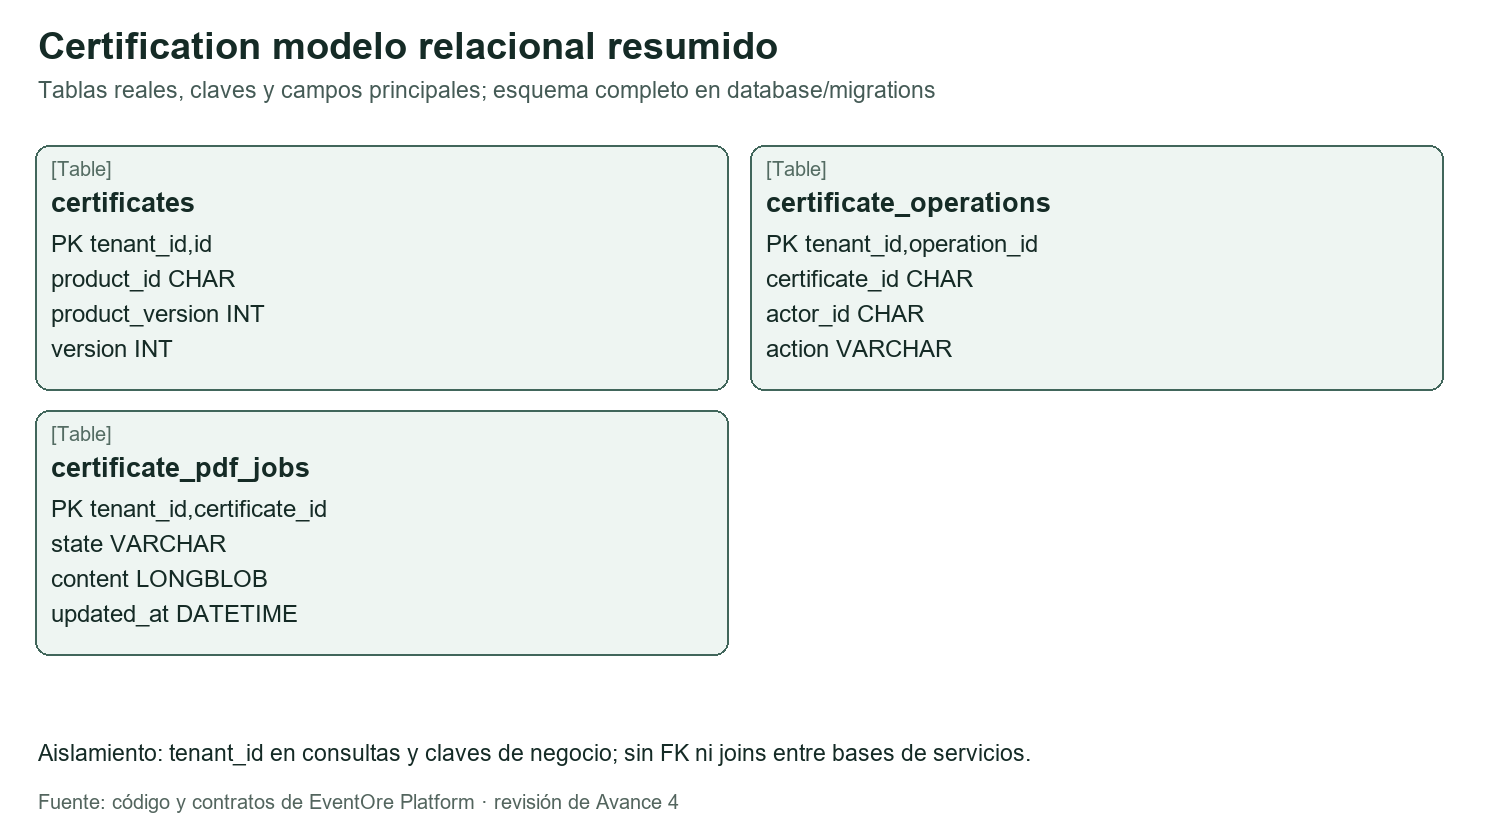 Certification modelo relacional resumido
Tablas reales, claves y campos principales; esquema completo en database/migrations
[Table]
certificates
PK tenant_id,id
product_id CHAR
product_version INT
version INT
[Table]
certificate_operations
PK tenant_id,operation_id
certificate_id CHAR
actor_id CHAR
action VARCHAR
[Table]
certificate_pdf_jobs
PK tenant_id,certificate_id
state VARCHAR
content LONGBLOB
updated_at DATETIME
Aislamiento: tenant_id en consultas y claves de negocio; sin FK ni joins entre bases de servicios.
Fuente: código y contratos de EventOre Platform · revisión de Avance 4